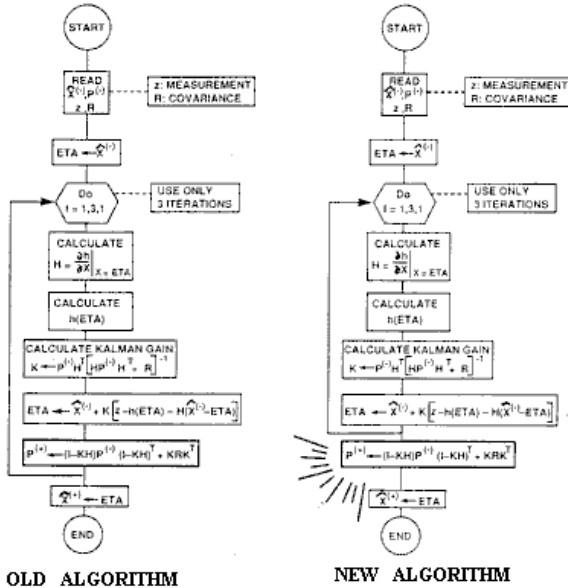 START
READ
X̂⁽⁻⁾,P⁽⁻⁾
z,R
z: MEASUREMENT
R: COVARIANCE
ETA ← X̂⁽⁻⁾
Do
I = 1,3,1
USE ONLY
3 ITERATIONS
CALCULATE
H = ∂h/∂X |X = ETA
CALCULATE
h(ETA)
CALCULATE KALMAN GAIN
K ← P⁽⁻⁾Hᵀ[HP⁽⁻⁾Hᵀ + R]⁻¹
ETA ← X̂⁽⁻⁾ + K[z – h(ETA) – H(X̂⁽⁻⁾–ETA)]
P⁽⁺⁾ ← (I–KH)P⁽⁻⁾ (I–KH)ᵀ + KRKᵀ
X̂⁽⁺⁾ ← ETA
END
OLD ALGORITHM
START
READ
X̂⁽⁻⁾,P⁽⁻⁾
z,R
z: MEASUREMENT
R: COVARIANCE
ETA ← X̂⁽⁻⁾
Do
I = 1,3,1
USE ONLY
3 ITERATIONS
CALCULATE
H = ∂h/∂X |X = ETA
CALCULATE
h(ETA)
CALCULATE KALMAN GAIN
K ← P⁽⁻⁾Hᵀ[HP⁽⁻⁾Hᵀ + R]⁻¹
ETA ← X̂⁽⁻⁾ + K[z – h(ETA) – H(X̂⁽⁻⁾–ETA)]
P⁽⁺⁾ ← (I–KH)P⁽⁻⁾ (I–KH)ᵀ + KRKᵀ
X̂⁽⁺⁾ ← ETA
END
NEW ALGORITHM